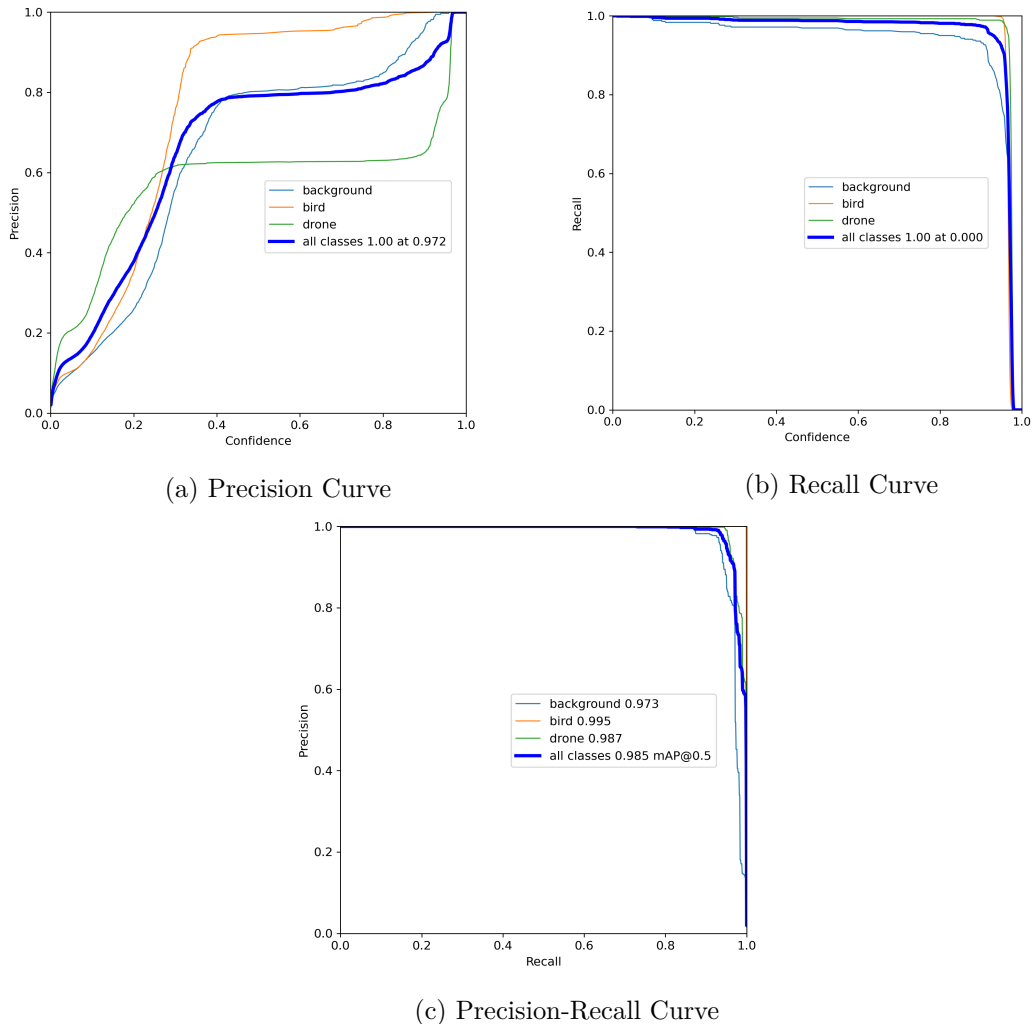 1.0
0.8
0.6
0.4
0.2
0.0
Precision
0.0 0.2 0.4 0.6 0.8 1.0
Confidence
background
bird
drone
all classes 1.00 at 0.972
(a) Precision Curve
1.0
0.8
0.6
0.4
0.2
0.0
Recall
0.0 0.2 0.4 0.6 0.8 1.0
Confidence
background
bird
drone
all classes 1.00 at 0.000
(b) Recall Curve
1.0
0.8
0.6
0.4
0.2
0.0
Precision
0.0 0.2 0.4 0.6 0.8 1.0
Recall
background 0.973
bird 0.995
drone 0.987
all classes 0.985 mAP@0.5
(c) Precision-Recall Curve